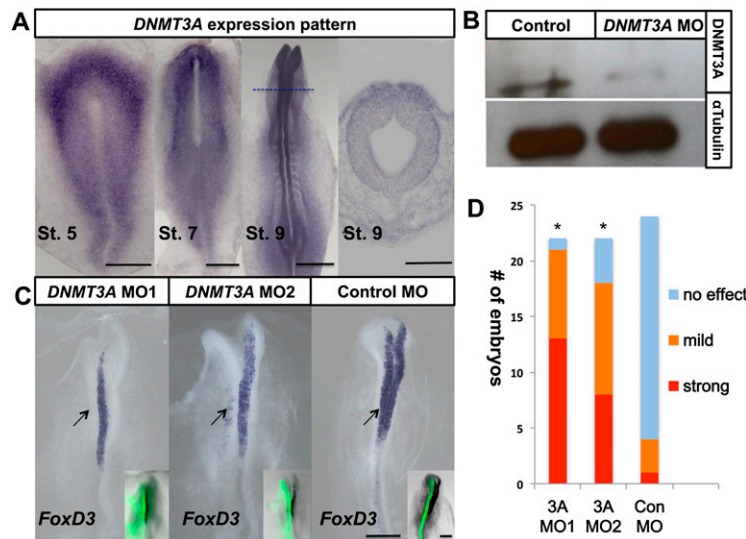 A
DNMT3A expression pattern
St. 5
St. 7
St. 9
St. 9
B
Control
DNMT3A MO
DNMT3A
αTubulin
C
DNMT3A MO1
DNMT3A MO2
Control MO
FoxD3
FoxD3
FoxD3
D
25
20
15
10
5
0
# of embryos
*
*
3A MO1
3A MO2
Con MO
no effect
mild
strong